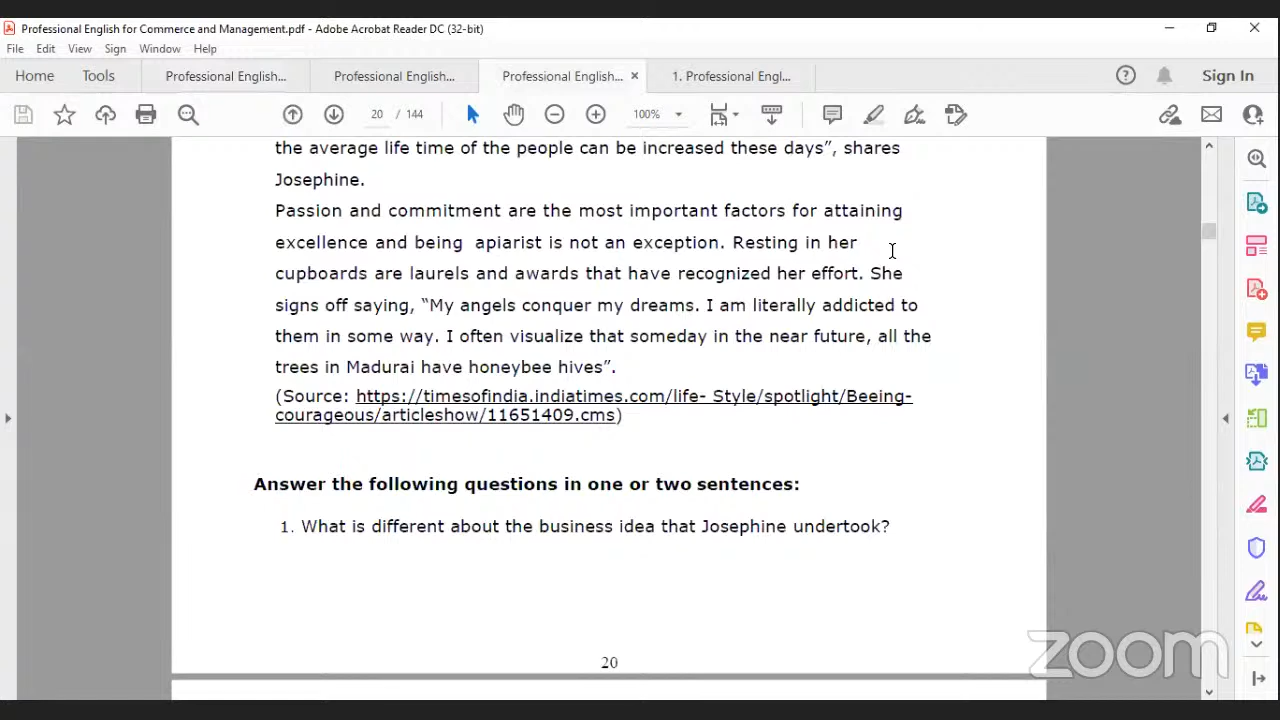 Professional English for Commerce and Management.pdf - Adobe Acrobat Reader DC (32-bit)
File Edit View Sign Window Help
Home Tools Professional English... Professional English... Professional English... × 1. Professional Engl... Sign In
20 / 144 100%
the average life time of the people can be increased these days”, shares
Josephine.
Passion and commitment are the most important factors for attaining
excellence and being apiarist is not an exception. Resting in her
cupboards are laurels and awards that have recognized her effort. She
signs off saying, “My angels conquer my dreams. I am literally addicted to
them in some way. I often visualize that someday in the near future, all the
trees in Madurai have honeybee hives”.
(Source: https://timesofindia.indiatimes.com/life- Style/spotlight/Beeing-
courageous/articleshow/11651409.cms)
Answer the following questions in one or two sentences:
1. What is different about the business idea that Josephine undertook?
20
zoom